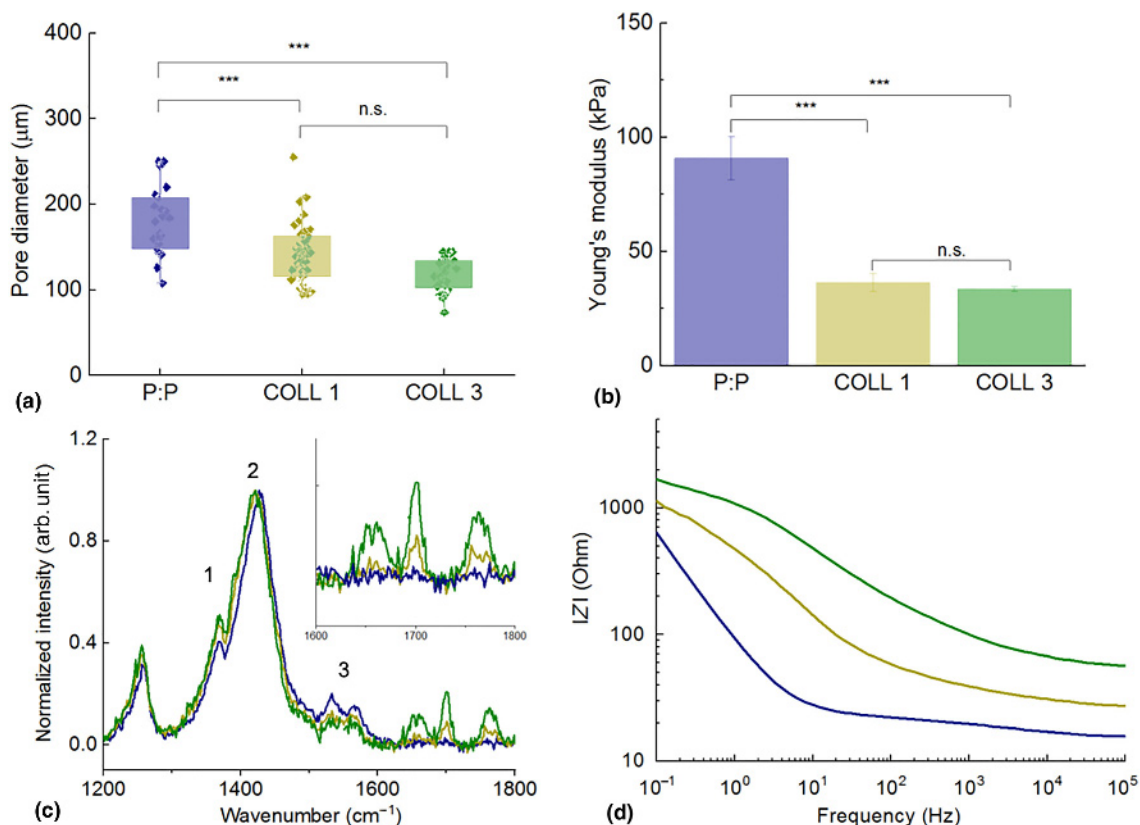 400
300
200
100
0
Pore diameter (μm)
***
***
n.s.
P:P COLL 1 COLL 3
(a)
150
100
50
0
Young's modulus (kPa)
***
***
n.s.
P:P COLL 1 COLL 3
(b)
1.2
0.8
0.4
0.0
Normalized intensity (arb. unit)
1
2
3
1600 1700 1800
1200 1400 1600 1800
Wavenumber (cm⁻¹)
(c)
1000
100
10
|Z| (Ohm)
10⁻¹ 10⁰ 10¹ 10² 10³ 10⁴ 10⁵
Frequency (Hz)
(d)